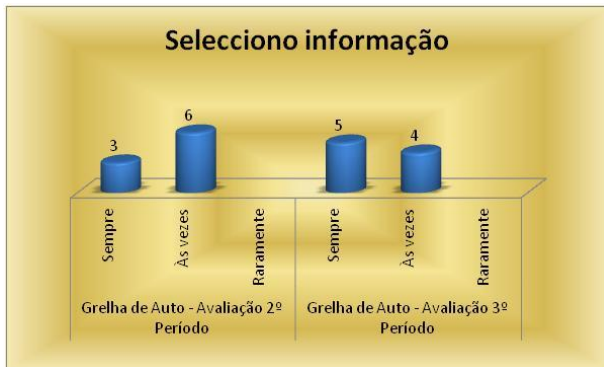 Selecciono informação
3
6
5
4
Sempre
Às vezes
Raramente
Sempre
Às vezes
Raramente
Grelha de Auto - Avaliação 2º
Período
Grelha de Auto - Avaliação 3º
Período